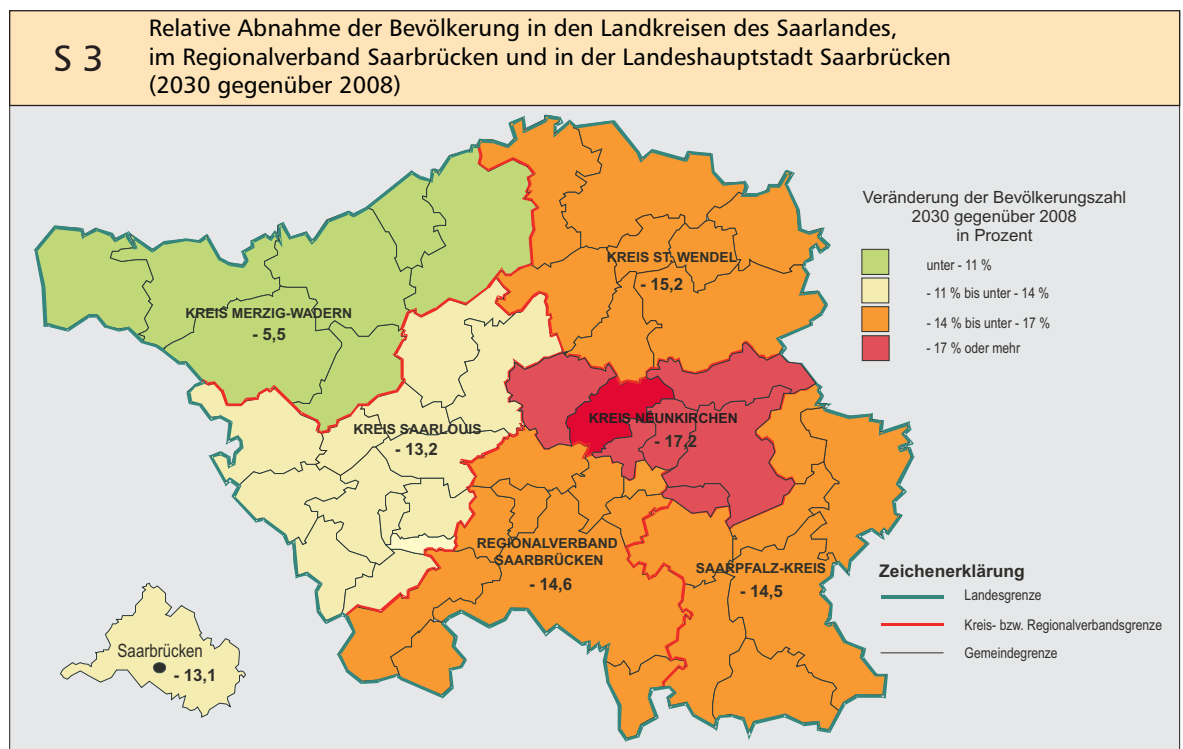 S 3
Relative Abnahme der Bevölkerung in den Landkreisen des Saarlandes,
im Regionalverband Saarbrücken und in der Landeshauptstadt Saarbrücken
(2030 gegenüber 2008)
Veränderung der Bevölkerungszahl
2030 gegenüber 2008
in Prozent
unter - 11 %
- 11 % bis unter - 14 %
- 14 % bis unter - 17 %
- 17 % oder mehr
KREIS ST. WENDEL
- 15,2
KREIS MERZIG-WADERN
- 5,5
KREIS NEUNKIRCHEN
- 17,2
KREIS SAARLOUIS
- 13,2
REGIONALVERBAND
SAARBRÜCKEN
- 14,6
SAARPFALZ-KREIS
- 14,5
Saarbrücken
- 13,1
Zeichenerklärung
Landesgrenze
Kreis- bzw. Regionalverbandsgrenze
Gemeindegrenze